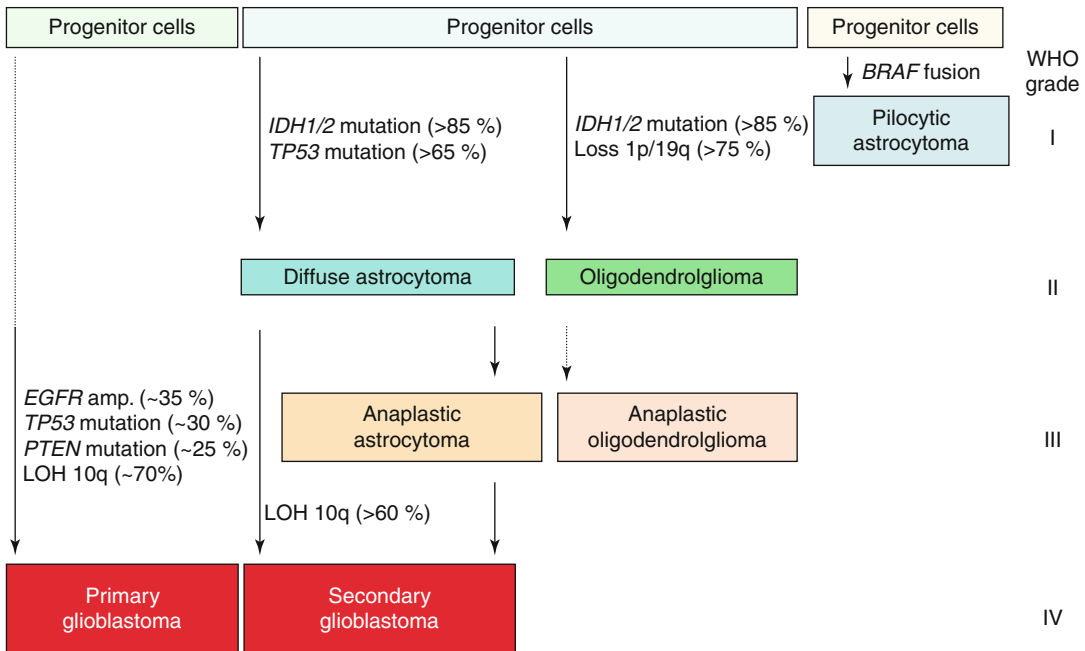 Progenitor cells
Progenitor cells
Progenitor cells
WHO
grade
BRAF fusion
IDH1/2 mutation (>85 %)
TP53 mutation (>65 %)
IDH1/2 mutation (>85 %)
Loss 1p/19q (>75 %)
Pilocytic
astrocytoma
I
Diffuse astrocytoma
Oligodendrolglioma
II
EGFR amp. (~35 %)
TP53 mutation (~30 %)
PTEN mutation (~25 %)
LOH 10q (~70%)
Anaplastic
astrocytoma
Anaplastic
oligodendrolglioma
III
LOH 10q (>60 %)
Primary
glioblastoma
Secondary
glioblastoma
IV